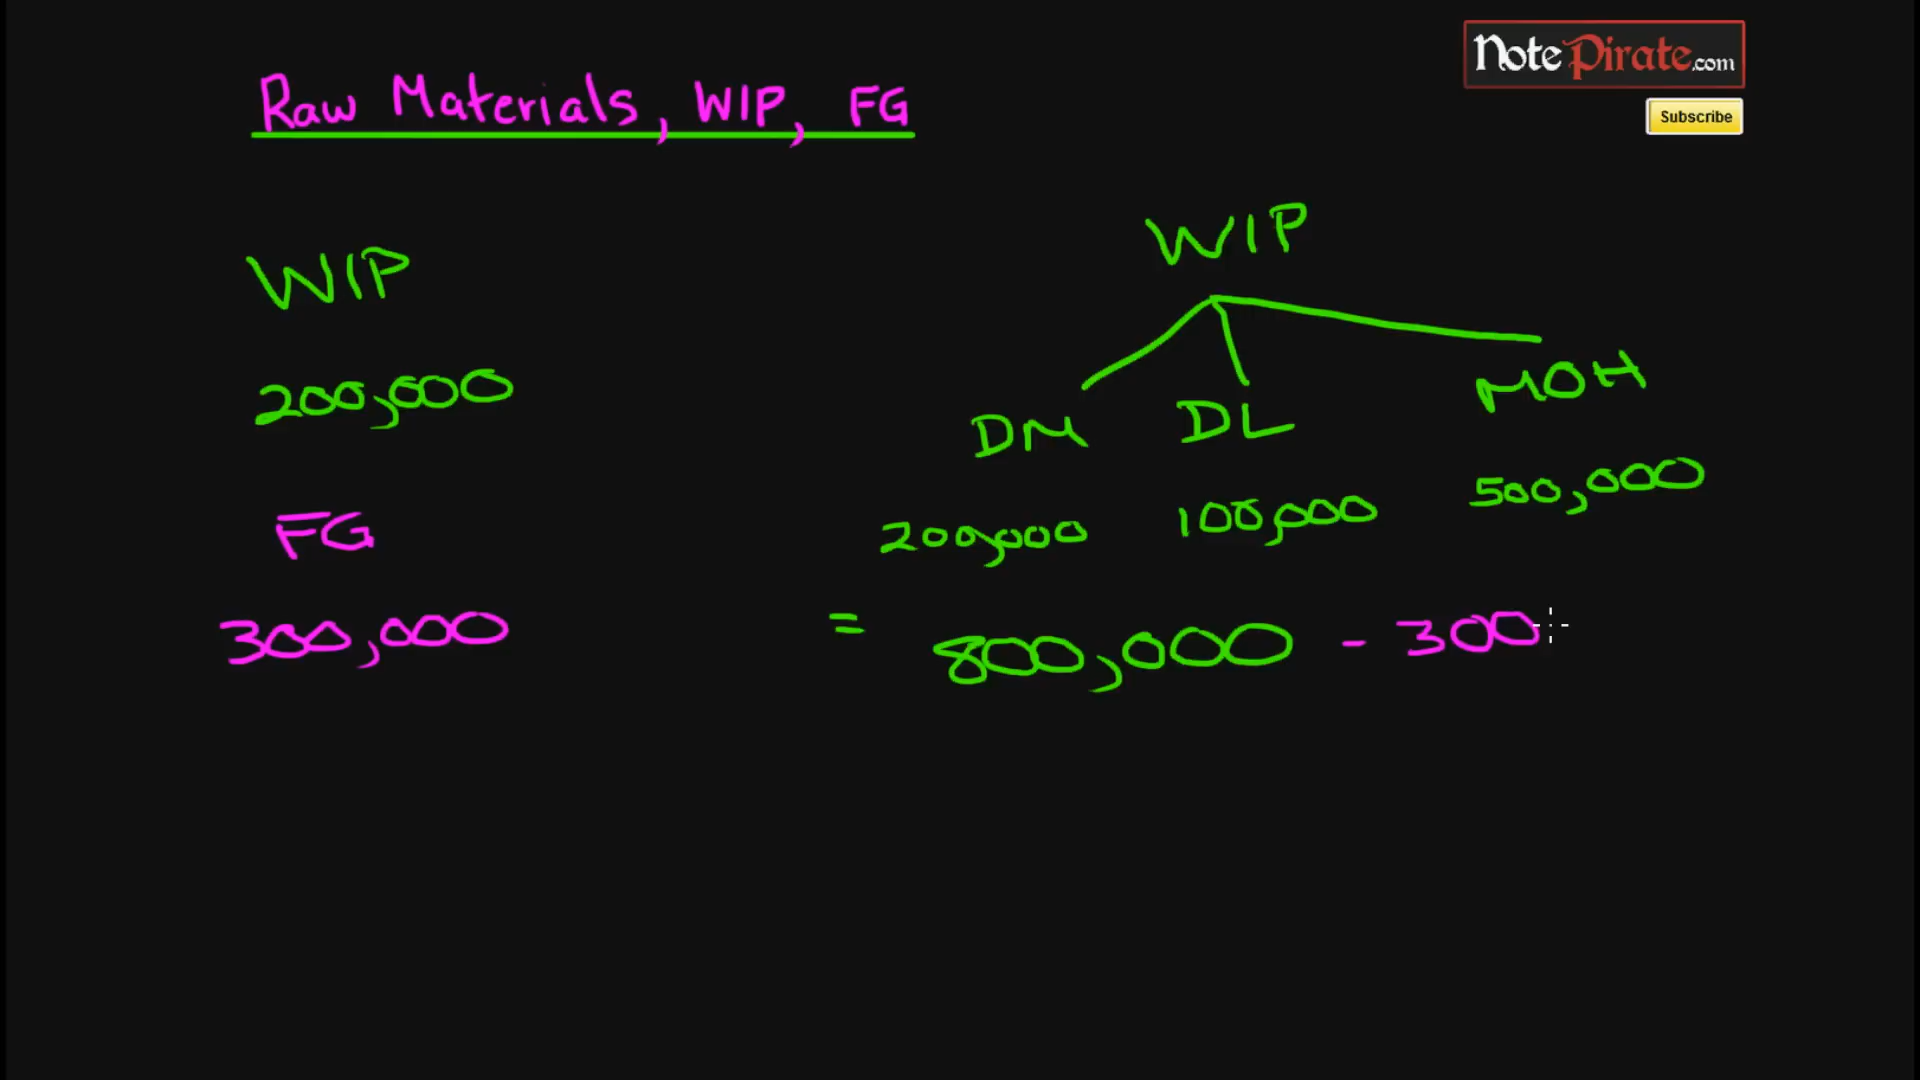 NotePirate.com
Subscribe
Raw Materials, WIP, FG
WIP
200,000
FG
300,000
WIP
DM DL MOH
200,000 100,000 500,000
= 800,000 - 300